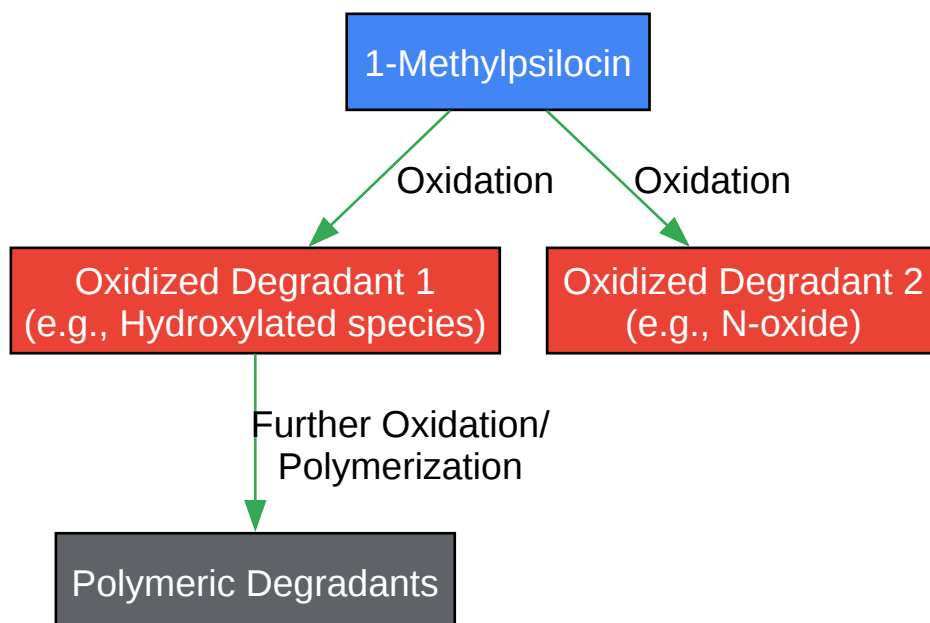 1-Methylpsilocin
Oxidation
Oxidation
Oxidized Degradant 1
(e.g., Hydroxylated species)
Oxidized Degradant 2
(e.g., N-oxide)
Further Oxidation/
Polymerization
Polymeric Degradants